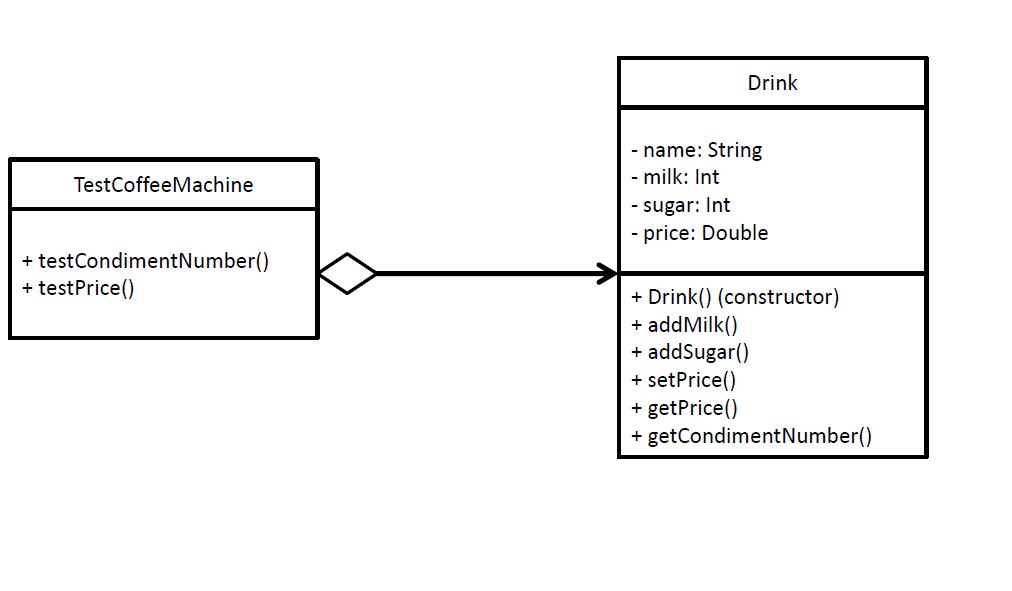 TestCoffeeMachine
+ testCondimentNumber()
+ testPrice()
Drink
- name: String
- milk: Int
- sugar: Int
- price: Double
+ Drink() (constructor)
+ addMilk()
+ addSugar()
+ setPrice()
+ getPrice()
+ getCondimentNumber()